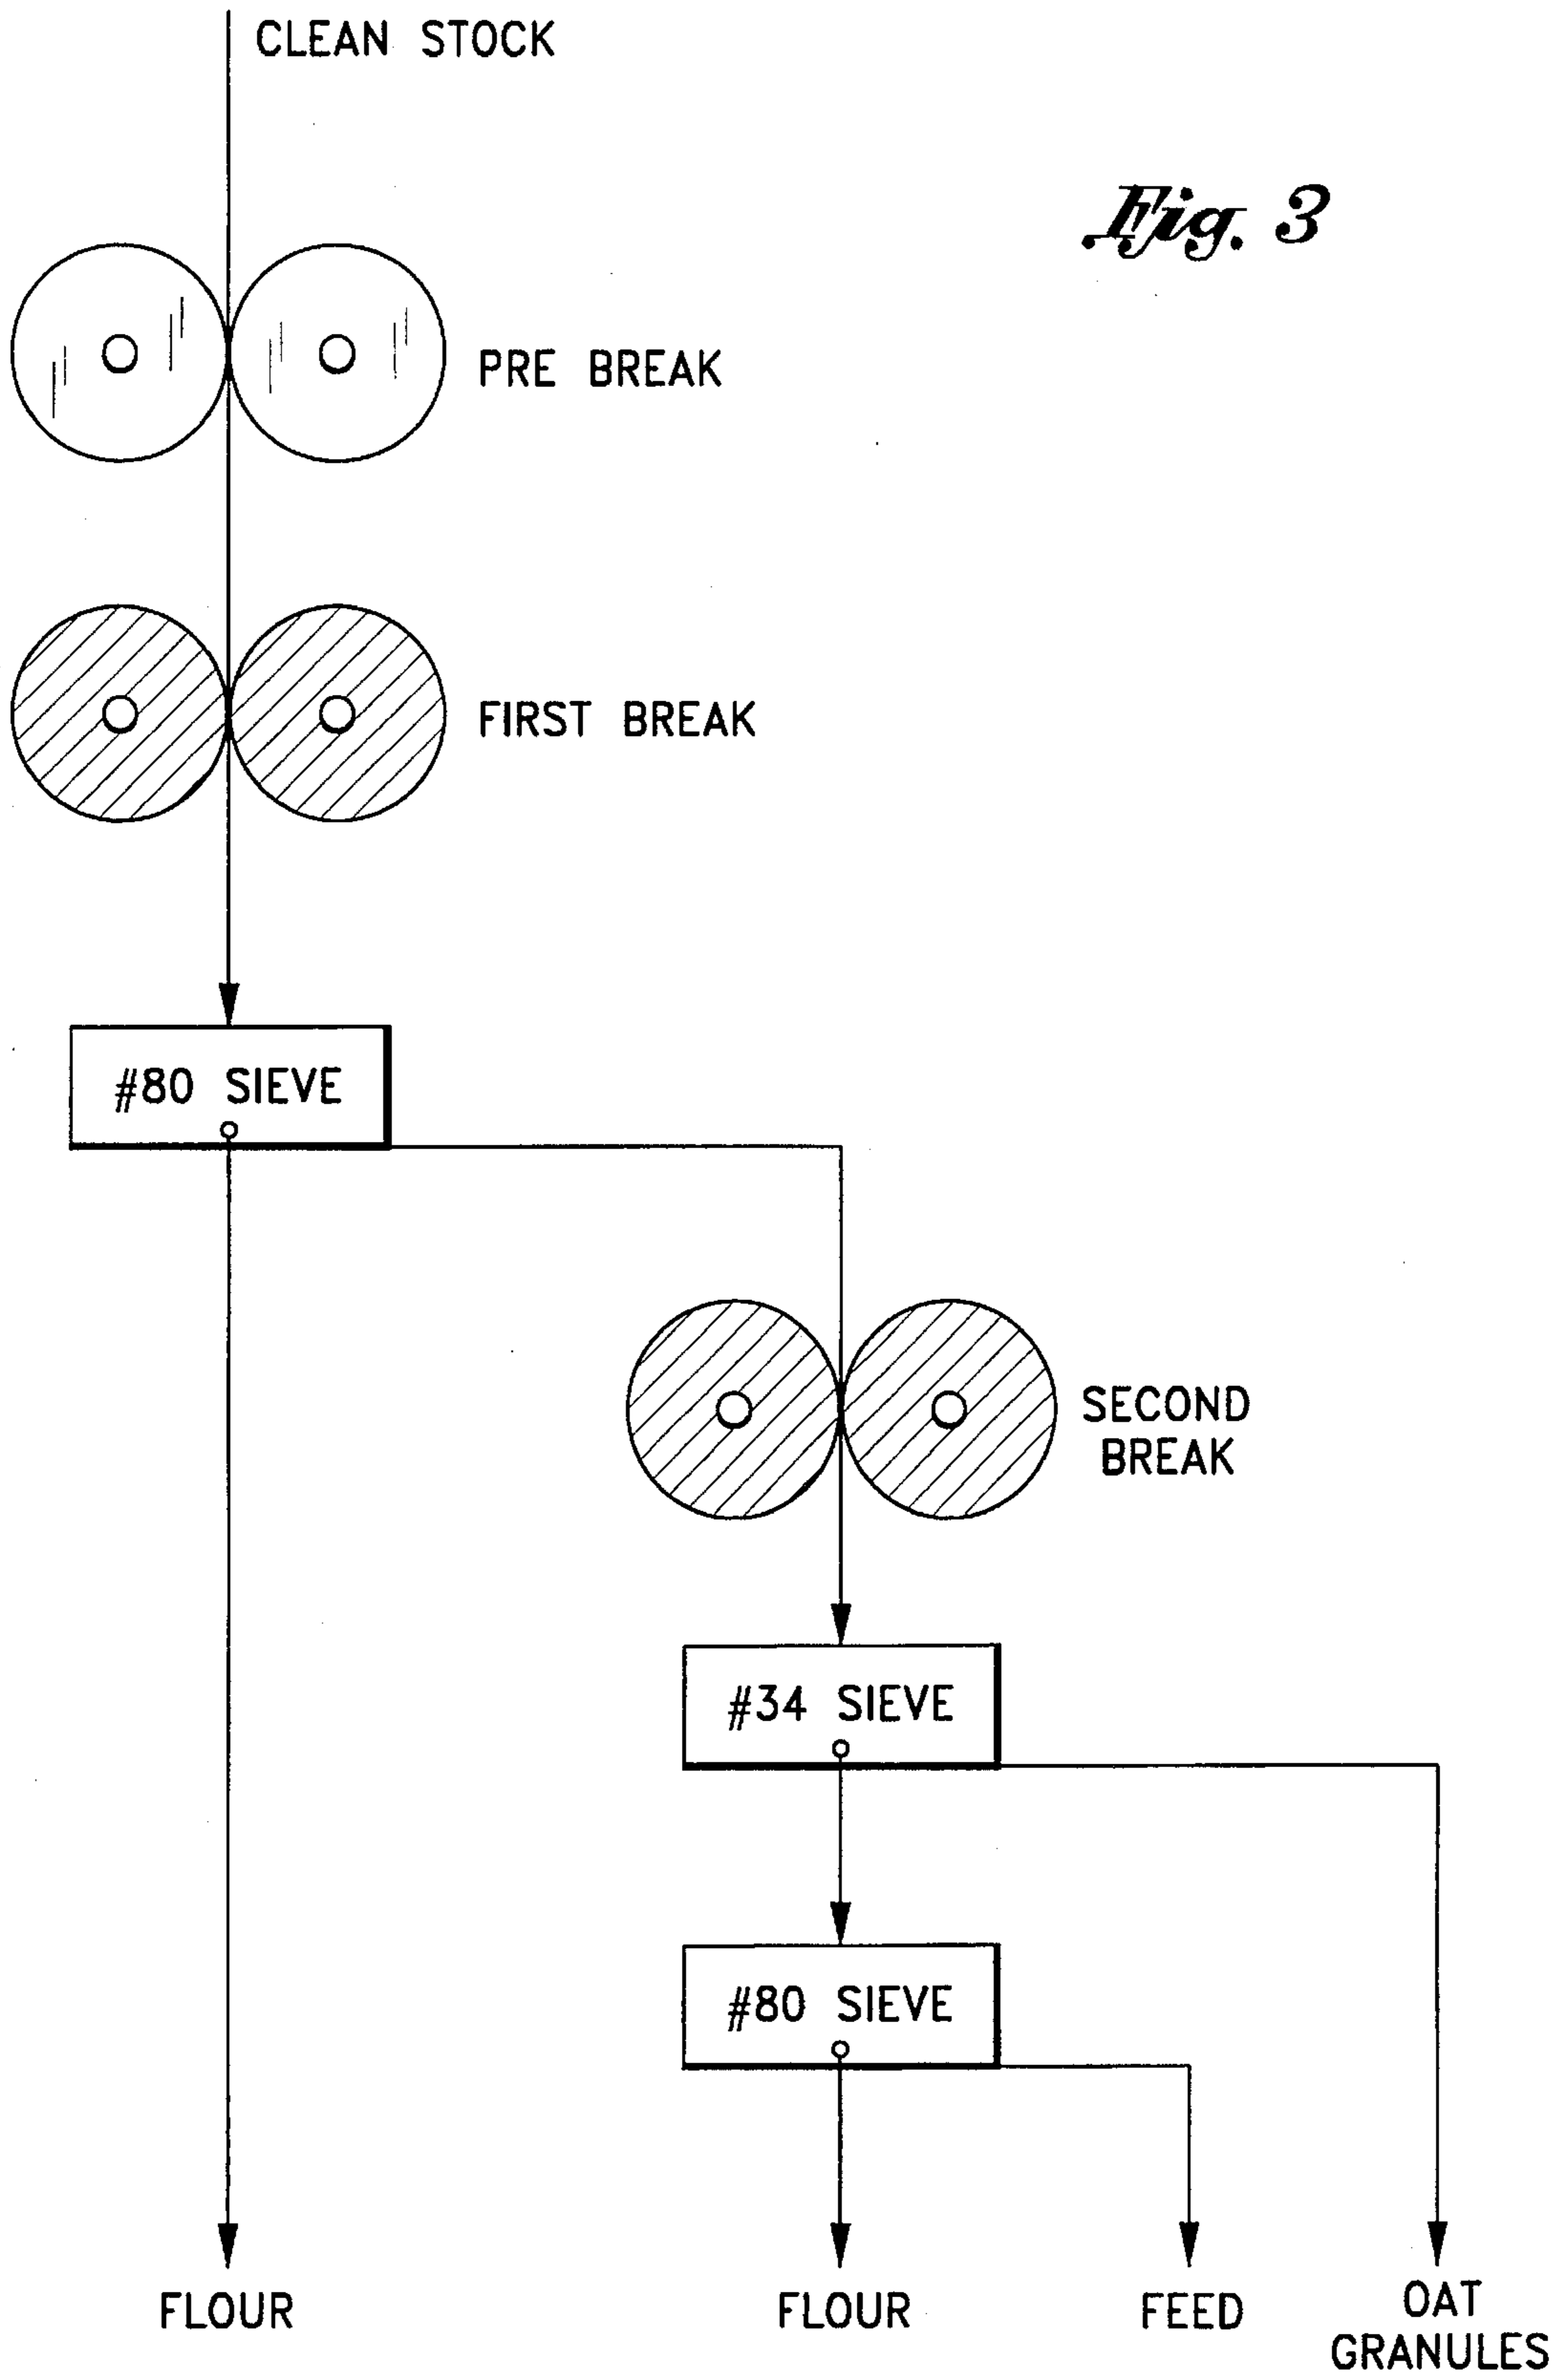 CLEAN STOCK
Fig. 3
PRE BREAK
FIRST BREAK
#80 SIEVE
SECOND
BREAK
#34 SIEVE
#80 SIEVE
FLOUR
FLOUR
FEED
OAT
GRANULES